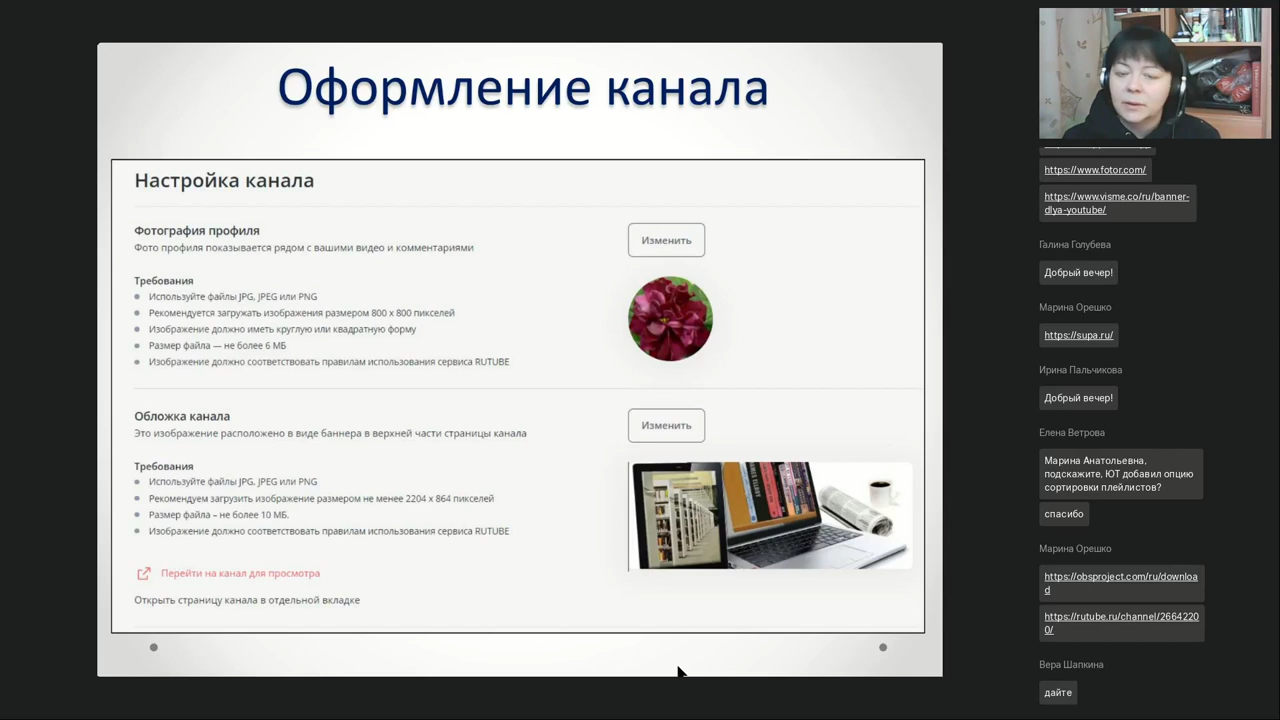 Оформление канала
Настройка канала
Фотография профиля
Фото профиля показывается рядом с вашими видео и комментариями
Изменить
Требования
Используйте файлы JPG, JPEG или PNG
Рекомендуется загружать изображения размером 800 x 800 пикселей
Изображение должно иметь круглую или квадратную форму
Размер файла — не более 6 МБ
Изображение должно соответствовать правилам использования сервиса RUTUBE
Обложка канала
Это изображение расположено в виде баннера в верхней части страницы канала
Изменить
Требования
Используйте файлы JPG, JPEG или PNG
Рекомендуем загрузить изображение размером не менее 2204 x 864 пикселей
Размер файла – не более 10 МБ.
Изображение должно соответствовать правилам использования сервиса RUTUBE
Перейти на канал для просмотра
Открыть страницу канала в отдельной вкладке
https://www.fotor.com/
https://www.visme.co/ru/banner-
dlya-youtube/
Галина Голубева
Добрый вечер!
Марина Орешко
https://supa.ru/
Ирина Пальчикова
Добрый вечер!
Елена Ветрова
Марина Анатольевна,
подскажите, ЮТ добавил опцию
сортировки плейлистов?
спасибо
Марина Орешко
https://obsproject.com/ru/downloa
d
https://rutube.ru/channel/2664220
0/
Вера Шапкина
дайте